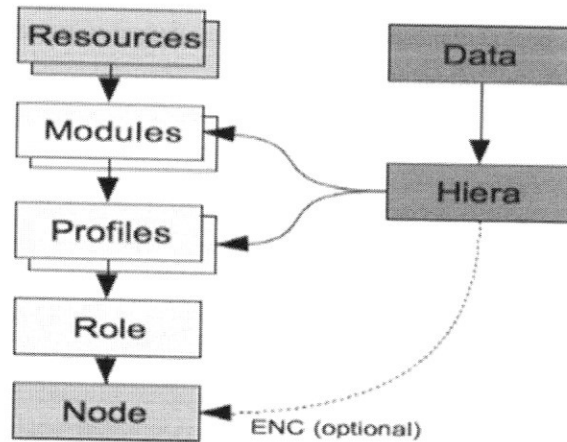 Resources
Data
Modules
Hiera
Profiles
Role
Node
ENC (optional)